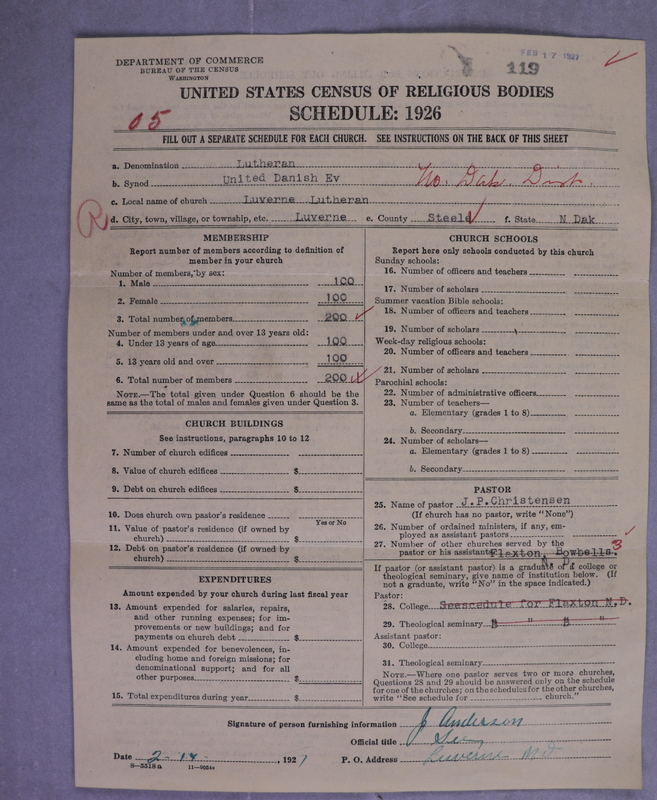 DEPARTMENT OF COMMERCE
BUREAU OF THE CENSUS
WASHINGTON
FEB 17 1927
119
UNITED STATES CENSUS OF RELIGIOUS BODIES
SCHEDULE: 1926
05
FILL OUT A SEPARATE SCHEDULE FOR EACH CHURCH. SEE INSTRUCTIONS ON THE BACK OF THIS SHEET
a. Denomination Lutheran
b. Synod United Danish Ev No. Dak. Dist.
c. Local name of church Luverne Lutheran
R d. City, town, village, or township, etc. Luverne e. County Steele f. State N Dak
MEMBERSHIP
Report number of members according to definition of
member in your church
Number of members, by sex:
1. Male 100
2. Female 100
3. Total number of members 200
Number of members under and over 13 years old:
4. Under 13 years of age 100
5. 13 years old and over 100
6. Total number of members 200
NOTE.—The total given under Question 6 should be
same as the total of males and females given under Question 3.
CHURCH BUILDINGS
See instructions, paragraphs 10 to 12
7. Number of church edifices
8. Value of church edifices $
9. Debt on church edifices $
10. Does church own pastor's residence
Yes or No
11. Value of pastor's residence (if owned by
church) $
12. Debt on pastor's residence (if owned by
church) $
EXPENDITURES
Amount expended by your church during last fiscal year
13. Amount expended for salaries, repairs,
and other running expenses; for im-
provements or new buildings; and for
payments on church debt $
14. Amount expended for benevolences, in-
cluding home and foreign missions; for
denominational support; and for all
other purposes $
15. Total expenditures during year $
CHURCH SCHOOLS
Report here only schools conducted by this church
Sunday schools:
16. Number of officers and teachers
17. Number of scholars
Summer vacation Bible schools:
18. Number of officers and teachers
19. Number of scholars
Week-day religious schools:
20. Number of officers and teachers
21. Number of scholars
Parochial schools:
22. Number of administrative officers
23. Number of teachers—
a. Elementary (grades 1 to 8)
b. Secondary
24. Number of scholars—
a. Elementary (grades 1 to 8)
b. Secondary
PASTOR
25. Name of pastor J.P.Christensen
(If church has no pastor, write "None")
26. Number of ordained ministers, if any, em-
ployed as assistant pastors
27. Number of other churches served by the 3
pastor or his assistant Flaxton, Bowbells.
If pastor (or assistant pastor) is a graduate of a college or
theological seminary, give name of institution below. (If
not a graduate, write "No" in the space indicated.)
Pastor:
28. College Seescedule for Flaxton N.D.
29. Theological seminary " " " "
Assistant pastor:
30. College
31. Theological seminary
NOTE.—Where one pastor serves two or more churches,
Questions 28 and 29 should be answered only on the schedule
for one of the churches; on the schedules for the other churches,
write "See schedule for church."
Signature of person furnishing information J Anderson
Official title Sec
Date 2-14-, 1927 P. O. Address Luverne N D
8-5518a 11-9054a